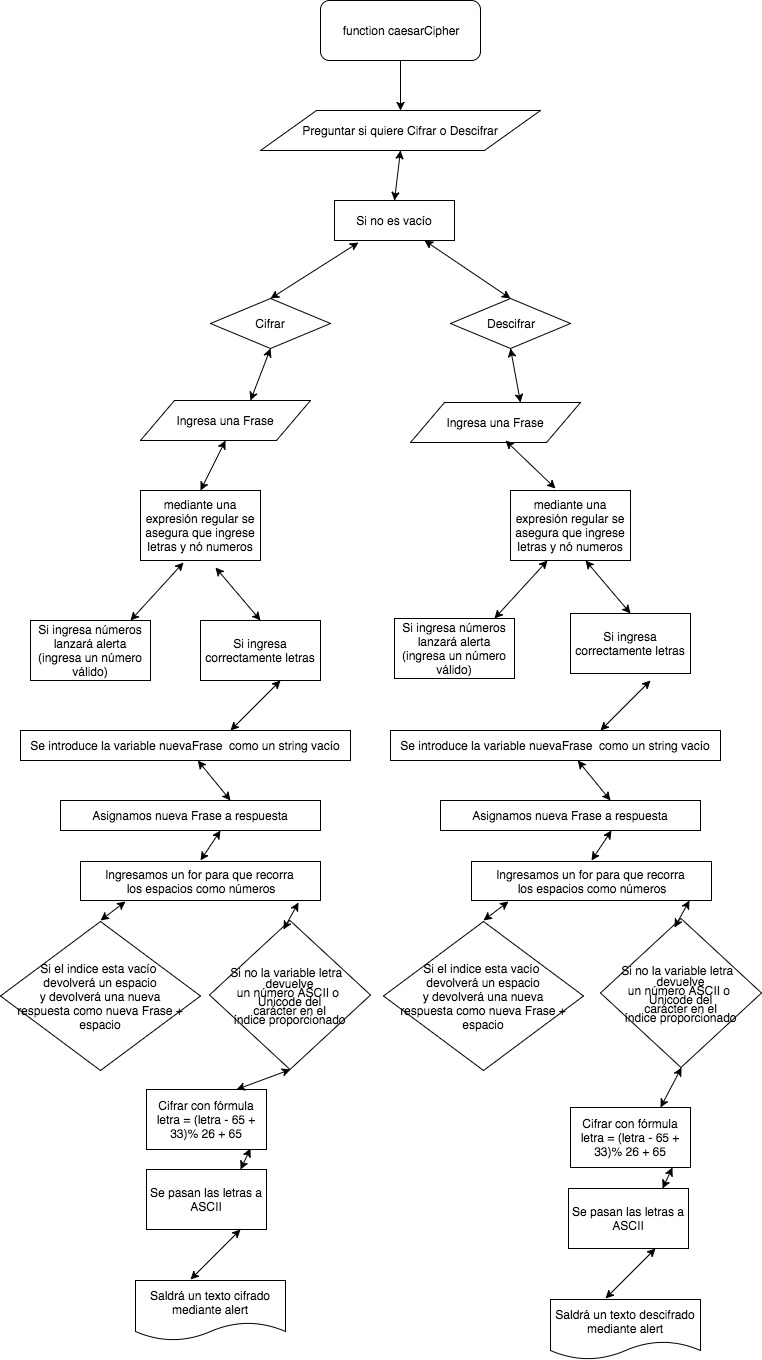 function caesarCipher
Preguntar si quiere Cifrar o Descifrar
Si no es vacío
Cifrar
Descifrar
Ingresa una Frase
Ingresa una Frase
mediante una
expresión regular se
asegura que ingrese
letras y nó numeros
mediante una
expresión regular se
asegura que ingrese
letras y nó numeros
Si ingresa números
lanzará alerta
(ingresa un número
válido)
Si ingresa
correctamente letras
Si ingresa números
lanzará alerta
(ingresa un número
válido)
Si ingresa
correctamente letras
Se introduce la variable nuevaFrase como un string vacío
Se introduce la variable nuevaFrase como un string vacío
Asignamos nueva Frase a respuesta
Asignamos nueva Frase a respuesta
Ingresamos un for para que recorra
los espacios como números
Ingresamos un for para que recorra
los espacios como números
Si el indice esta vacío
devolverá un espacio
y devolverá una nueva
respuesta como nueva Frase +
espacio
Si no la variable letra
devuelve
un número ASCII o
Unicode del
carácter en el
índice proporcionado
Si el indice esta vacío
devolverá un espacio
y devolverá una nueva
respuesta como nueva Frase +
espacio
Si no la variable letra
devuelve
un número ASCII o
Unicode del
carácter en el
índice proporcionado
Cifrar con fórmula
letra = (letra - 65 +
33)% 26 + 65
Cifrar con fórmula
letra = (letra - 65 +
33)% 26 + 65
Se pasan las letras a
ASCII
Se pasan las letras a
ASCII
Saldrá un texto cifrado
mediante alert
Saldrá un texto descifrado
mediante alert